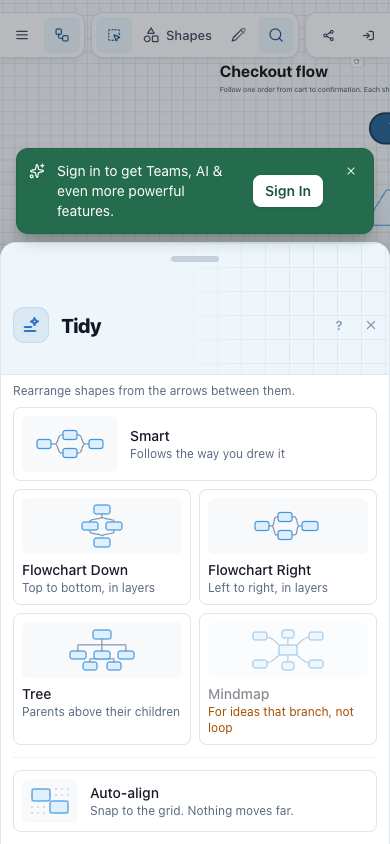 Shapes
Checkout flow
Follow one order from cart to confirmation. Each sh
Sign in to get Teams, AI &
even more powerful
features.
Sign In
Tidy
?
Rearrange shapes from the arrows between them.
Smart
Follows the way you drew it
Flowchart Down
Top to bottom, in layers
Flowchart Right
Left to right, in layers
Tree
Parents above their children
Mindmap
For ideas that branch, not
loop
Auto-align
Snap to the grid. Nothing moves far.